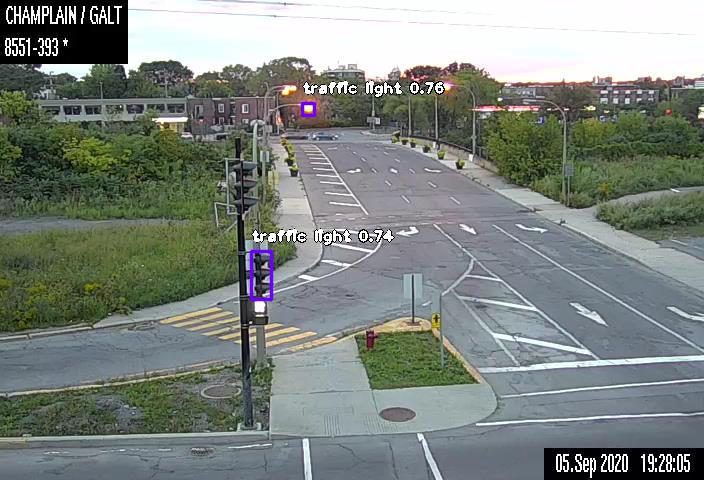 CHAMPLAIN / GALT
8551-393 *
traffic light 0.76
traffic light 0.74
05.Sep 2020 19:28:05